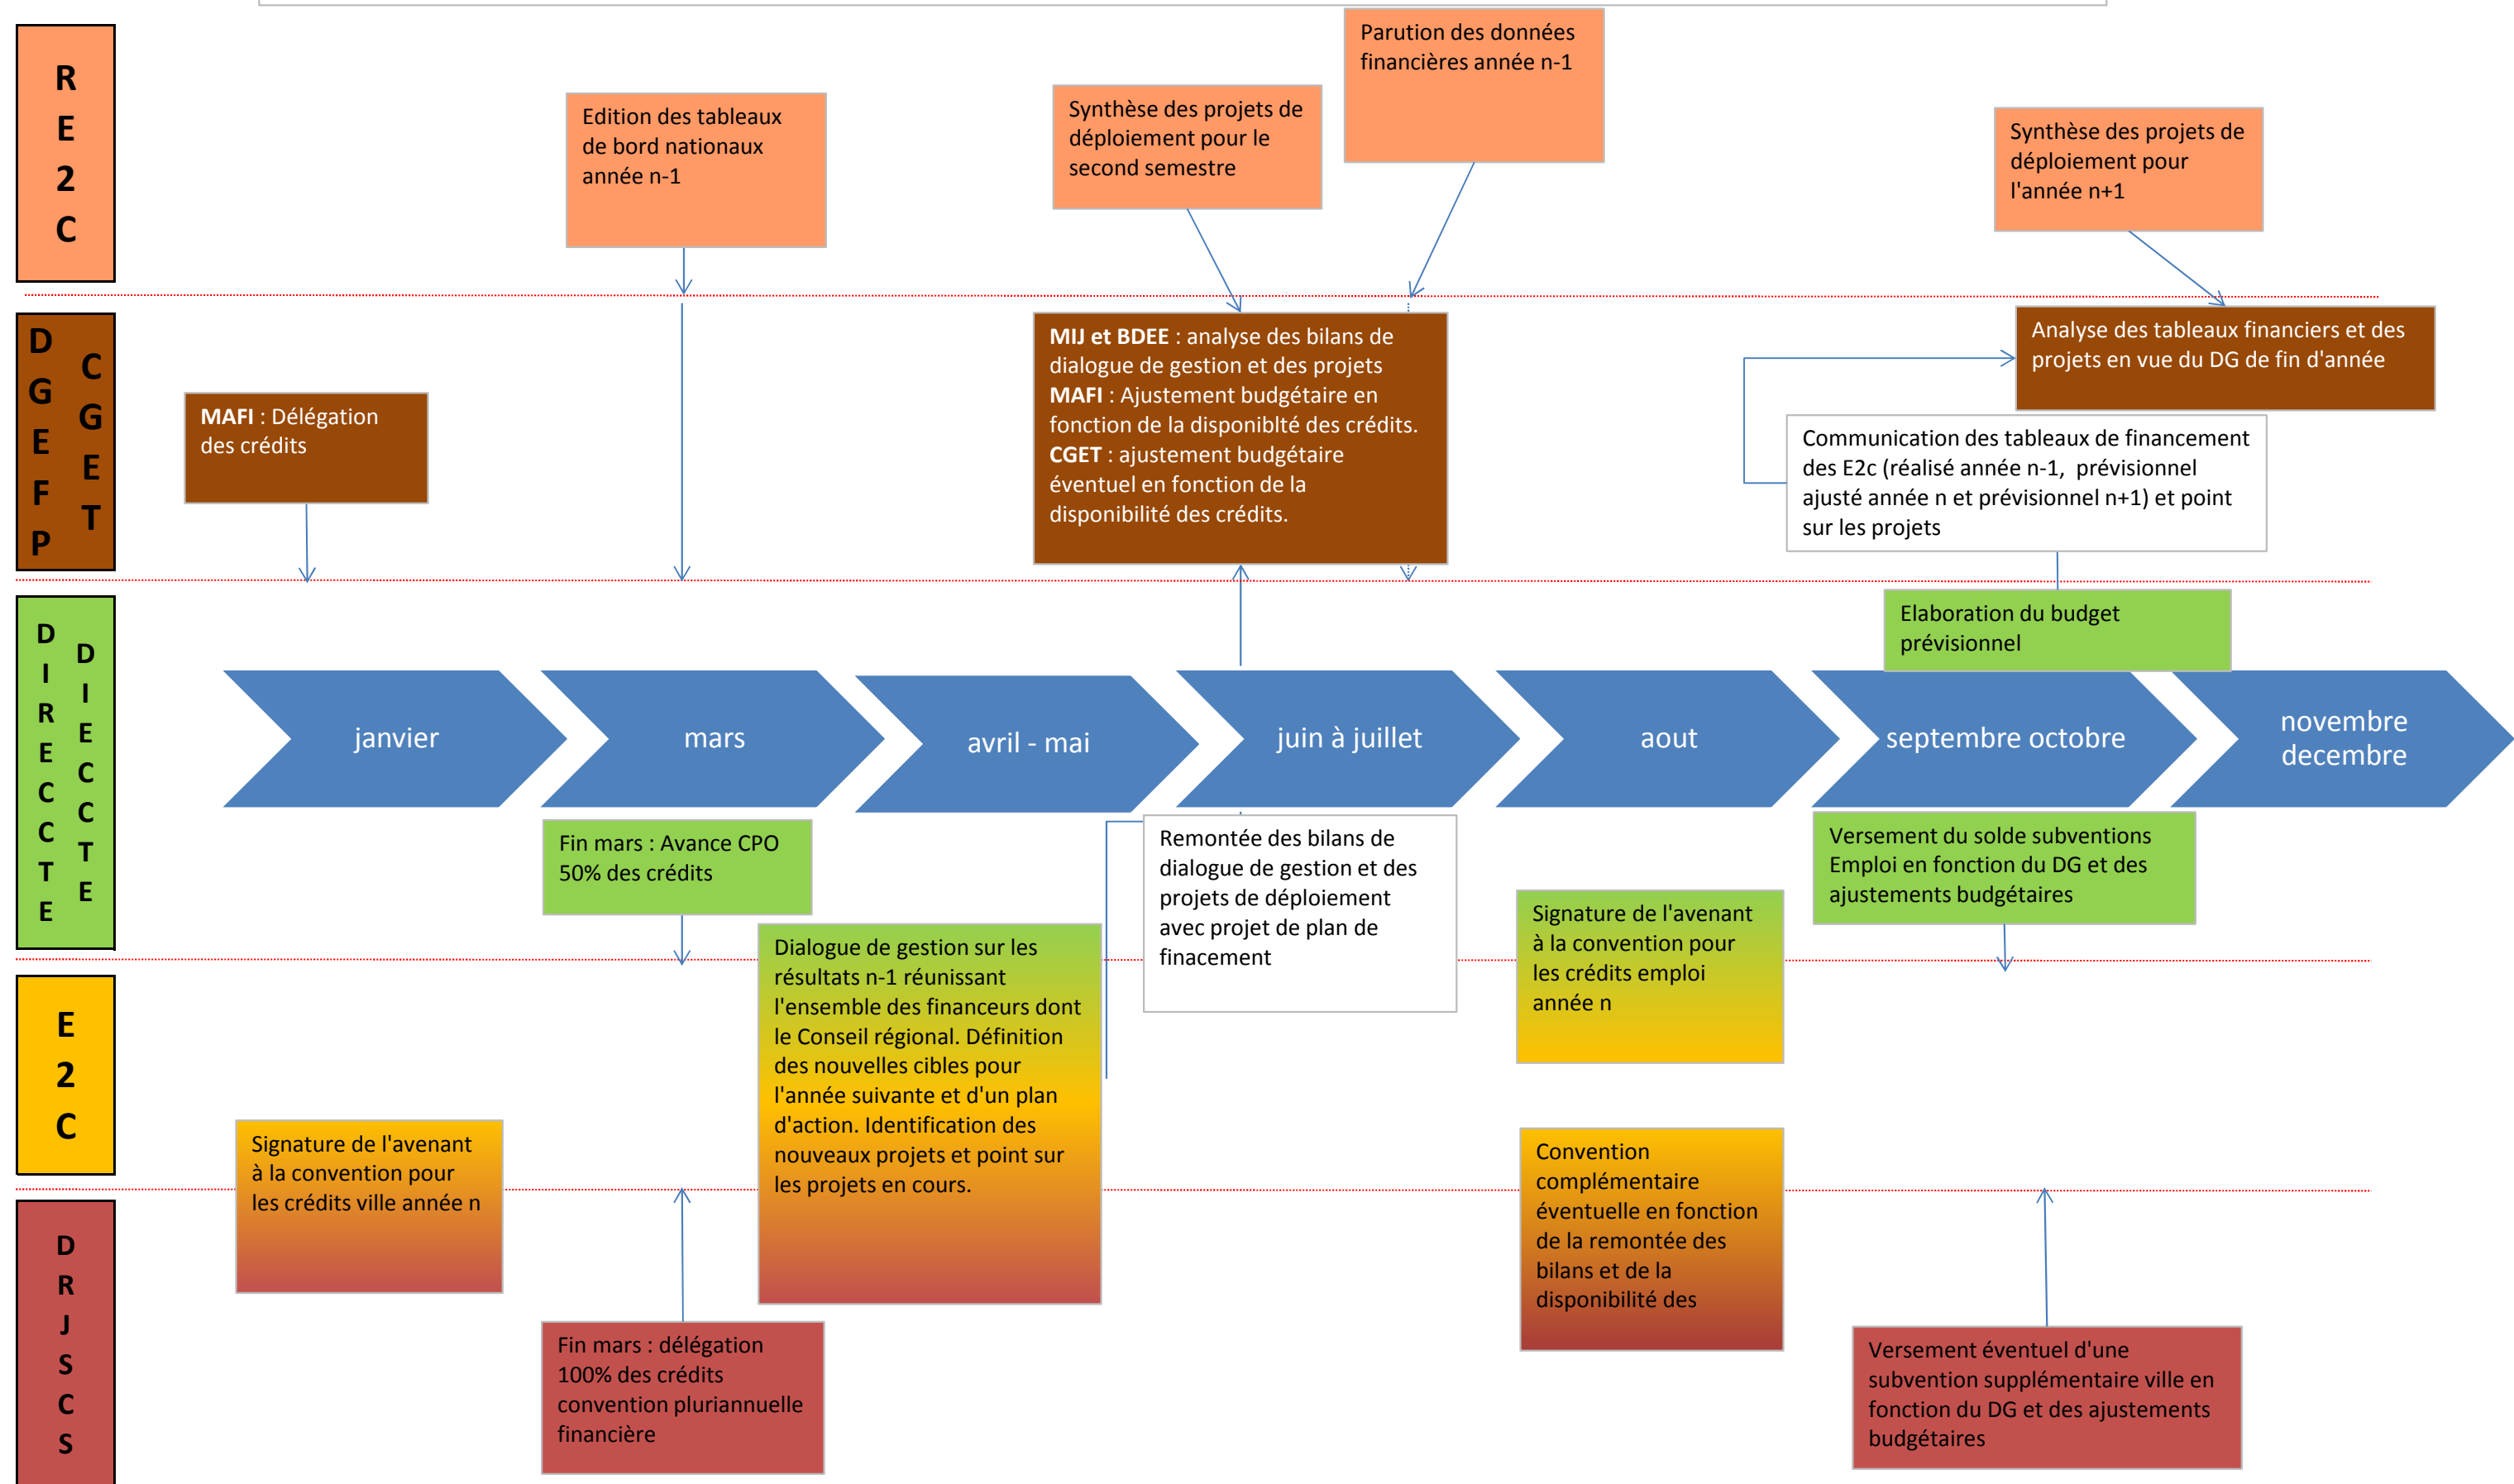 R
E
2
C
Edition des tableaux
de bord nationaux
année n-1
Synthèse des projets de
déploiement pour le
second semestre
Parution des données
financières année n-1
Synthèse des projets de
déploiement pour
l'année n+1
D
G
E
F
P
C
G
E
T
MAFI : Délégation
des crédits
MIJ et BDEE : analyse des bilans de
dialogue de gestion et des projets
MAFI : Ajustement budgétaire en
fonction de la disponiblté des crédits.
CGET : ajustement budgétaire
éventuel en fonction de la
disponibilité des crédits.
Analyse des tableaux financiers et des
projets en vue du DG de fin d'année
Communication des tableaux de financement
des E2c (réalisé année n-1, prévisionnel
ajusté année n et prévisionnel n+1) et point
sur les projets
D
I
R
E
C
C
T
E
D
I
E
C
C
T
E
Elaboration du budget
prévisionnel
janvier
mars
avril - mai
juin à juillet
aout
septembre octobre
novembre
decembre
Fin mars : Avance CPO
50% des crédits
Dialogue de gestion sur les
résultats n-1 réunissant
l'ensemble des financeurs dont
le Conseil régional. Définition
des nouvelles cibles pour
l'année suivante et d'un plan
d'action. Identification des
nouveaux projets et point sur
les projets en cours.
Remontée des bilans de
dialogue de gestion et des
projets de déploiement
avec projet de plan de
finacement
Signature de l'avenant
à la convention pour
les crédits emploi
année n
Versement du solde subventions
Emploi en fonction du DG et des
ajustements budgétaires
E
2
C
Signature de l'avenant
à la convention pour
les crédits ville année n
Convention
complémentaire
éventuelle en fonction
de la remontée des
bilans et de la
disponibilité des
D
R
J
S
C
S
Fin mars : délégation
100% des crédits
convention pluriannuelle
financière
Versement éventuel d'une
subvention supplémentaire ville en
fonction du DG et des ajustements
budgétaires